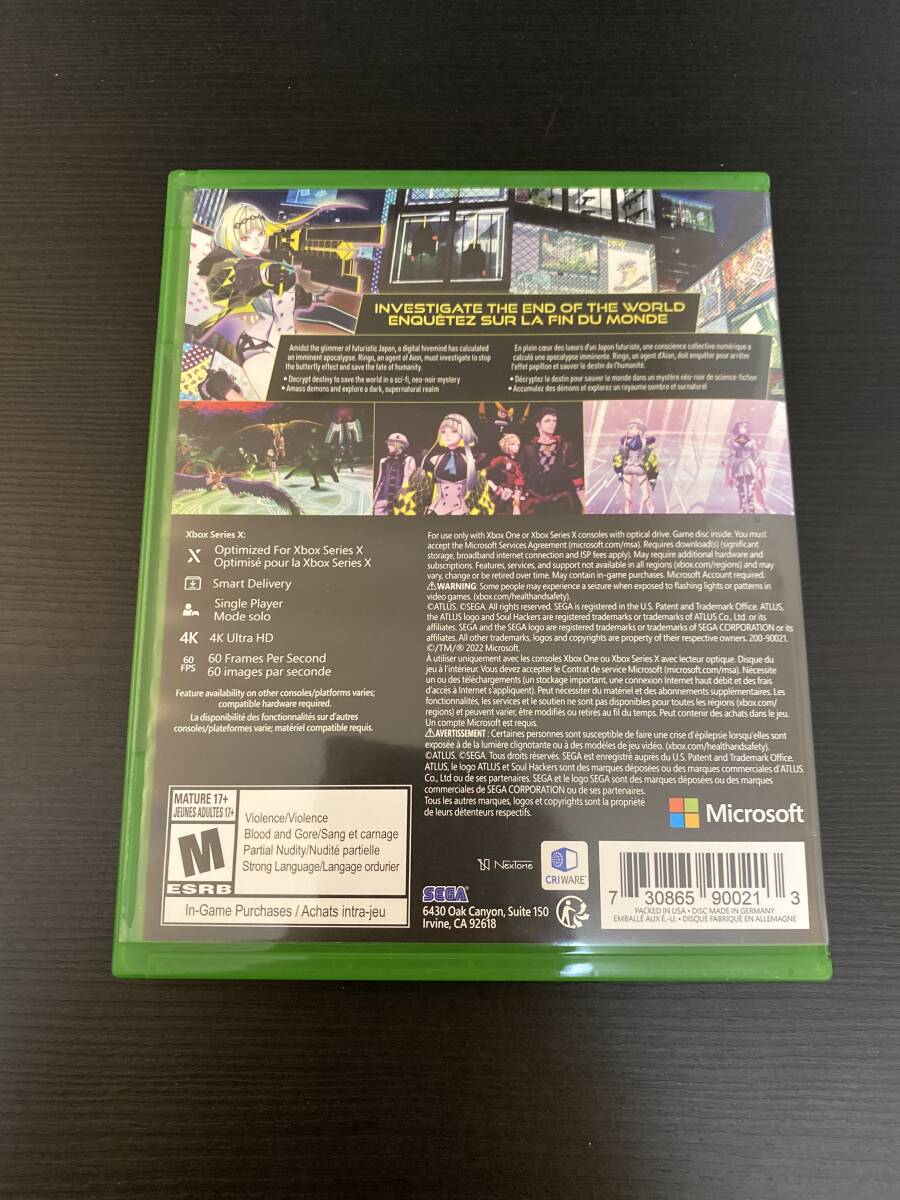 INVESTIGATE THE END OF THE WORLD
ENQUÊTEZ SUR LA FIN DU MONDE
Amidst the glimmer of futuristic Japan, a digital hivemind has calculated
an imminent apocalypse. Ringo, an agent of Aion, must investigate to stop
the butterfly effect and save the fate of humanity.
• Decrypt destiny to save the world in a sci-fi, neo-noir mystery
• Amass demons and explore a dark, supernatural realm
En plein cœur des lueurs d'un Japon futuriste, une conscience collective numérique a
calculé une apocalypse imminente. Ringo, un agent d'Aion, doit enquêter pour arrêter
l'effet papillon et sauver le destin de l'humanité.
• Décryptez le destin pour sauver le monde dans un mystère néo-noir de science-fiction
• Accumulez des démons et explorez un royaume sombre et surnaturel
Xbox Series X:
X Optimized For Xbox Series X
Optimisé pour la Xbox Series X
Smart Delivery
Single Player
Mode solo
4K 4K Ultra HD
60 FPS 60 Frames Per Second
60 images par seconde
Feature availability on other consoles/platforms varies;
compatible hardware required.
La disponibilité des fonctionnalités sur d'autres
consoles/plateformes varie; matériel compatible requis.
For use only with Xbox One or Xbox Series X consoles with optical drive. Game disc inside. You must
accept the Microsoft Services Agreement (microsoft.com/msa). Requires download(s) (significant
storage, broadband internet connection and ISP fees apply). May require additional hardware and
subscriptions. Features, services, and support not available in all regions (xbox.com/regions) and may
vary, change or be retired over time. May contain in-game purchases. Microsoft Account required.
⚠WARNING: Some people may experience a seizure when exposed to flashing lights or patterns in
video games. (xbox.com/healthandsafety).
©ATLUS. ©SEGA. All rights reserved. SEGA is registered in the U.S. Patent and Trademark Office. ATLUS,
the ATLUS logo and Soul Hackers are registered trademarks or trademarks of ATLUS Co., Ltd. or its
affiliates. SEGA and the SEGA logo are registered trademarks or trademarks of SEGA CORPORATION or its
affiliates. All other trademarks, logos and copyrights are property of their respective owners. 200-90021.
©/TM/® 2022 Microsoft.
À utiliser uniquement avec les consoles Xbox One ou Xbox Series X avec lecteur optique. Disque du
jeu à l'intérieur. Vous devez accepter le Contrat de service Microsoft (microsoft.com/msa). Nécessite
un ou des téléchargements (un stockage important, une connexion Internet haut débit et des frais
d'accès à Internet s'appliquent). Peut nécessiter du matériel et des abonnements supplémentaires. Les
fonctionnalités, les services et le soutien ne sont pas disponibles pour toutes les régions (xbox.com/
regions) et peuvent varier, être modifiés ou retirés au fil du temps. Peut contenir des achats dans le jeu.
Un compte Microsoft est requis.
⚠AVERTISSEMENT : Certaines personnes sont susceptible de faire une crise d'épilepsie lorsqu'elles sont
exposée à de la lumière clignotante ou à des modèles de jeu vidéo. (xbox.com/healthandsafety).
©ATLUS. ©SEGA. Tous droits réservés. SEGA est enregistré auprès du U.S. Patent and Trademark Office.
ATLUS, le logo ATLUS et Soul Hackers sont des marques déposées ou des marques commerciales d'ATLUS
Co., Ltd ou de ses partenaires. SEGA et le logo SEGA sont des marques déposées ou des marques
commerciales de SEGA CORPORATION ou de ses partenaires.
Tous les autres marques, logos et copyrights sont la propriété
de leurs détenteurs respectifs.
Microsoft
MATURE 17+
JEUNES ADULTES 17+
M
ESRB
Violence/Violence
Blood and Gore/Sang et carnage
Partial Nudity/Nudité partielle
Strong Language/Langage ordurier
In-Game Purchases / Achats intra-jeu
NexTone
CRIWARE
SEGA
6430 Oak Canyon, Suite 150
Irvine, CA 92618
7 30865 90021 3
PACKED IN USA • DISC MADE IN GERMANY
EMBALLÉ AUX É.-U. • DISQUE FABRIQUÉ EN ALLEMAGNE